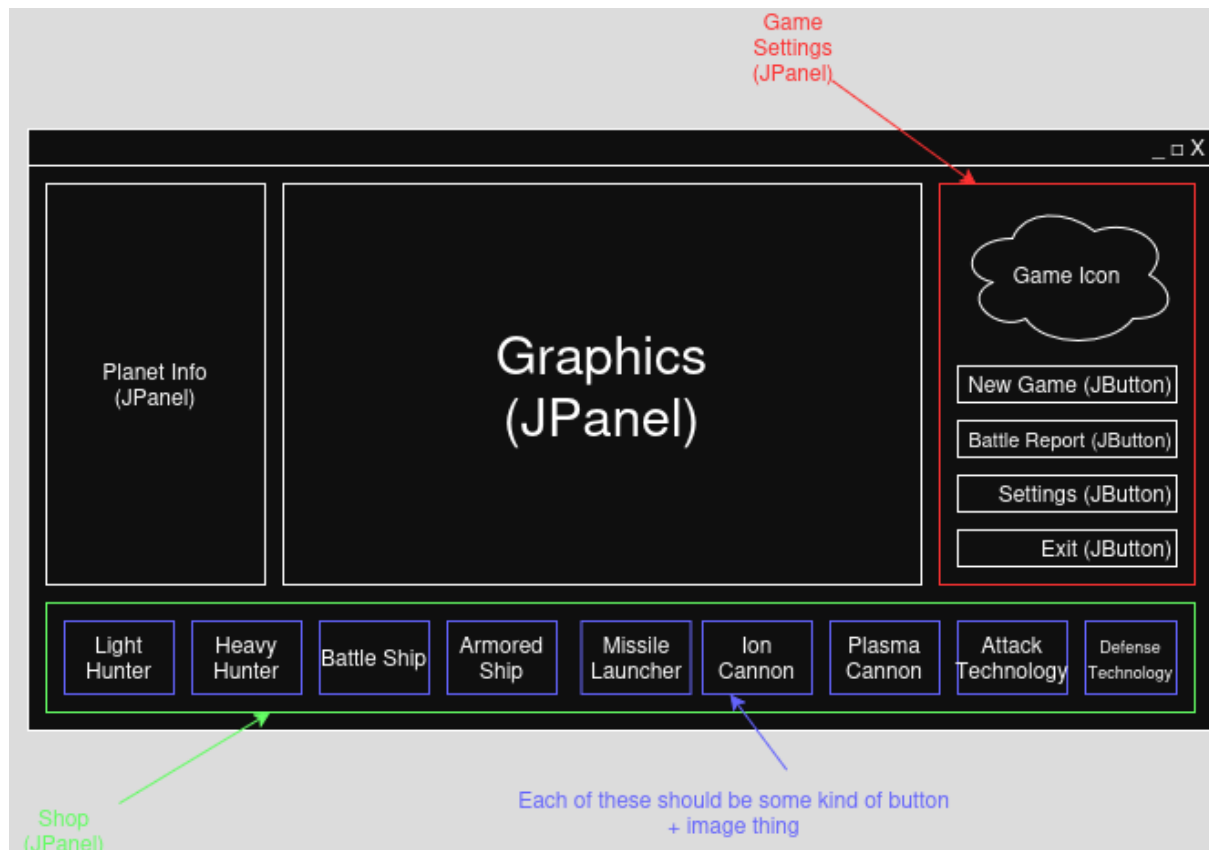 Game
Settings
(JPanel)
_ □ X
Planet Info
(JPanel)
Graphics
(JPanel)
Game Icon
New Game (JButton)
Battle Report (JButton)
Settings (JButton)
Exit (JButton)
Light
Hunter
Heavy
Hunter
Battle Ship
Armored
Ship
Missile
Launcher
Ion
Cannon
Plasma
Cannon
Attack
Technology
Defense
Technology
Shop
(JPanel)
Each of these should be some kind of button
+ image thing